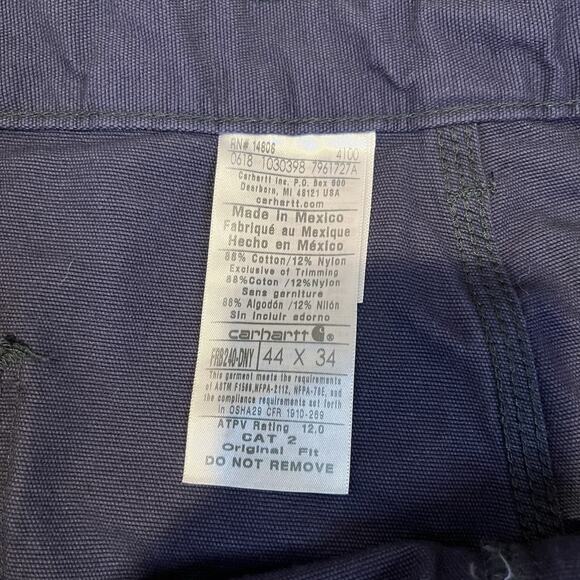 RN# 14806 4100
0618 1030398 7961727A
Carhartt Inc. P.O. Box 600
Dearborn, MI 48121 USA
carhartt.com
Made in Mexico
Fabriqué au Mexique
Hecho en México
88% Cotton/12% Nylon
Exclusive of Trimming
88% Coton /12% Nylon
Sans garniture
88% Algodón /12% Nilón
Sin incluir adorno
carhartt®
FRB240-DNY 44 X 34
This garment meets the requirements
of ASTM F1506, NFPA-2112, NFPA-70E, and
the compliance requirements set forth
in OSHA29 CFR 1910-269
ATPV Rating 12.0
CAT 2
Original Fit
DO NOT REMOVE